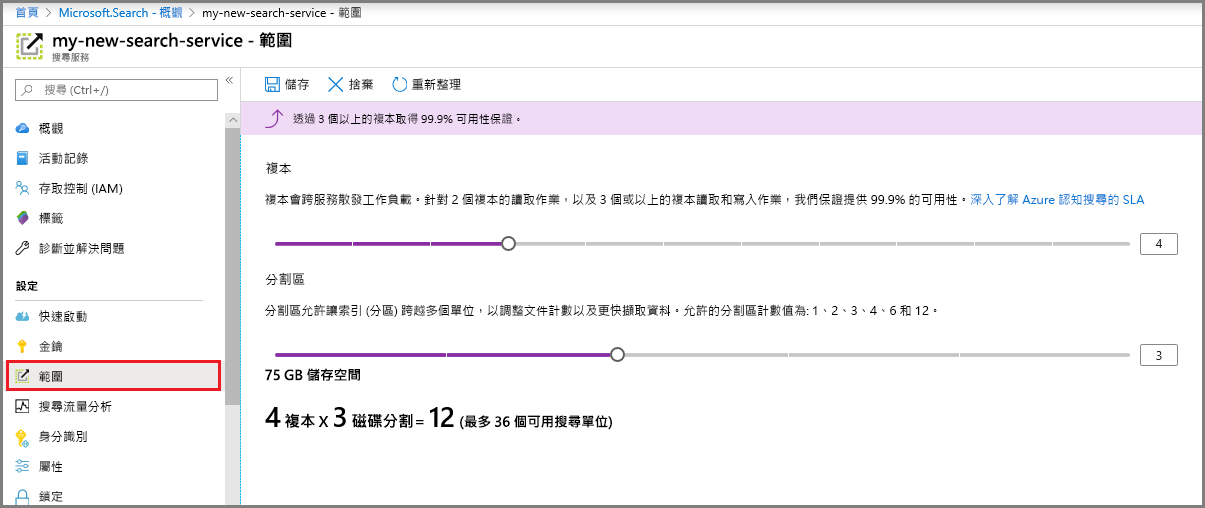 首頁 > Microsoft.Search - 概觀 > my-new-search-service - 範圍
my-new-search-service - 範圍
搜尋服務
搜尋 (Ctrl+/)
概觀
活動記錄
存取控制 (IAM)
標籤
診斷並解決問題
設定
快速啟動
金鑰
範圍
搜尋流量分析
身分識別
屬性
鎖定
儲存 捨棄 重新整理
透過 3 個以上的複本取得 99.9% 可用性保證。
複本
複本會跨服務散發工作負載。針對 2 個複本的讀取作業，以及 3 個或以上的複本讀取和寫入作業，我們保證提供 99.9% 的可用性。深入了解 Azure 認知搜尋的 SLA
4
分割區
分割區允許讓索引 (分區) 跨越多個單位，以調整文件計數以及更快擷取資料。允許的分割區計數值為: 1、2、3、4、6 和 12。
3
75 GB 儲存空間
4 複本 X 3 磁碟分割= 12 (最多 36 個可用搜尋單位)